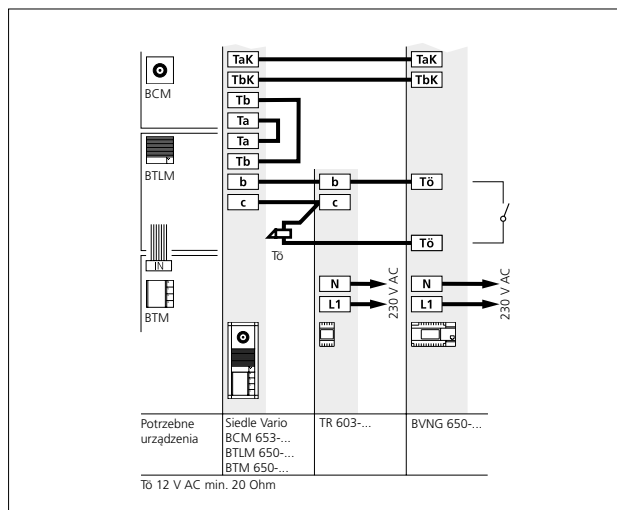 TaK TaK
TbK TbK
BCM
Tb
Ta
Ta
Tb
BTLM
b b Tö
c c
Tö
Tö
IN
N N
L1 L1
230 V AC 230 V AC
BTM
Potrzebne
urządzenia
Siedle Vario
BCM 653-...
BTLM 650-...
BTM 650-...
TR 603-...
BVNG 650-...
Tö 12 V AC min. 20 Ohm